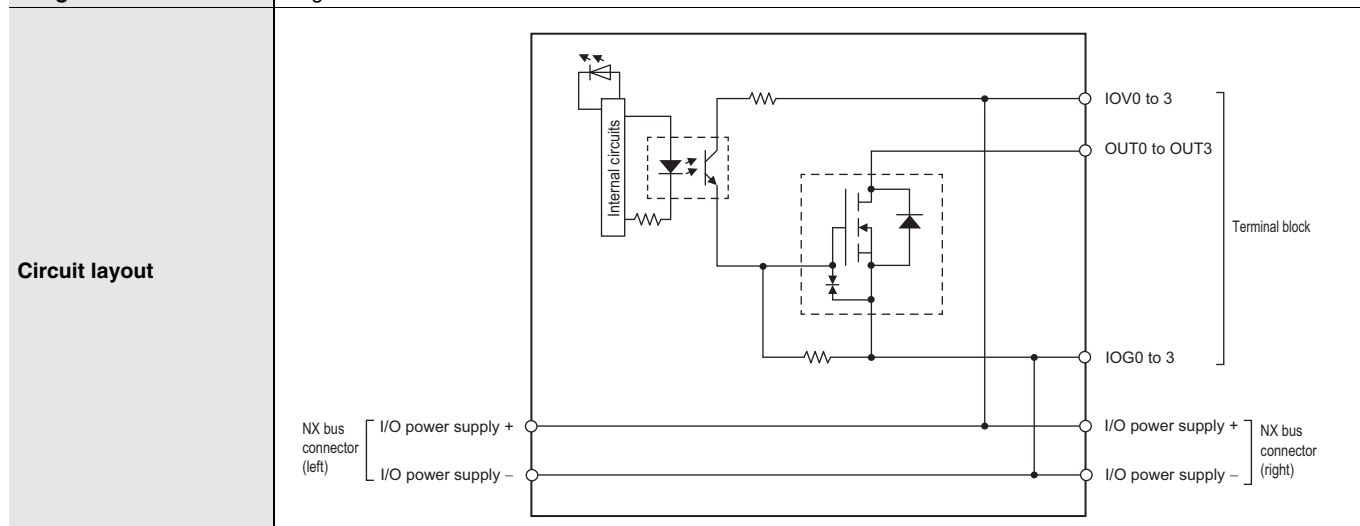 Circuit layout
Internal circuits
IOV0 to 3
OUT0 to OUT3
Terminal block
IOG0 to 3
NX bus
connector
(left)
I/O power supply +
I/O power supply –
I/O power supply +
I/O power supply –
NX bus
connector
(right)